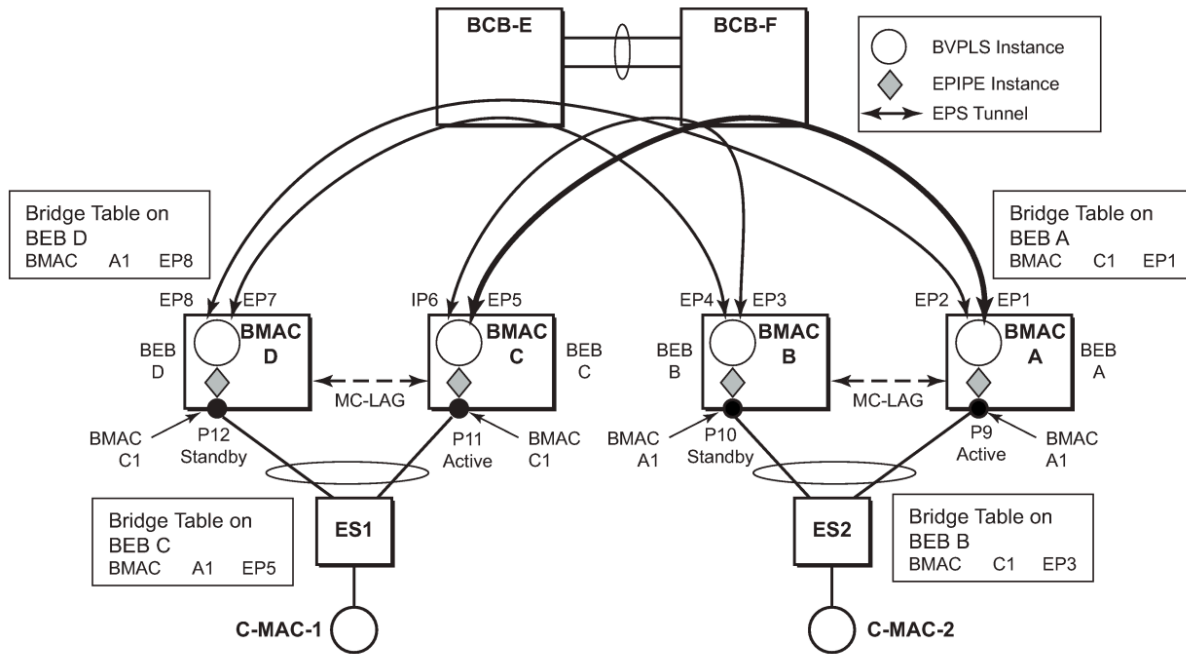 BCB-E
BCB-F
BVPLS Instance
EPIPE Instance
EPS Tunnel
Bridge Table on
BEB D
BMAC A1 EP8
Bridge Table on
BEB A
BMAC C1 EP1
EP8 EP7
IP6 EP5
EP4 EP3
EP2 EP1
BMAC
D
BMAC
C
BMAC
B
BMAC
A
BEB
D
BEB
C
BEB
B
BEB
A
MC-LAG
MC-LAG
BMAC
C1
P12
Standby
P11
Active
BMAC
C1
BMAC
A1
P10
Standby
P9
Active
BMAC
A1
Bridge Table on
BEB C
BMAC A1 EP5
ES1
ES2
Bridge Table on
BEB B
BMAC C1 EP3
C-MAC-1
C-MAC-2